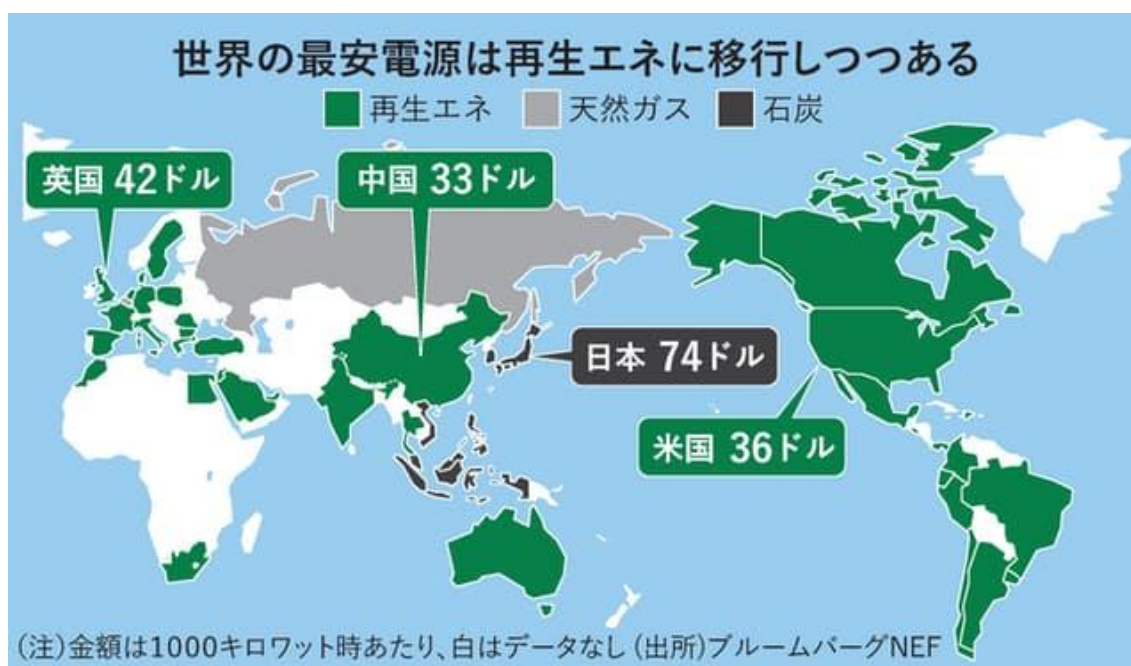 世界の最安電源は再生エネに移行しつつある
再生エネ 天然ガス 石炭
英国 42ドル
中国 33ドル
日本 74ドル
米国 36ドル
(注)金額は1000キロワット時あたり、白はデータなし (出所)ブルームバーグNEF